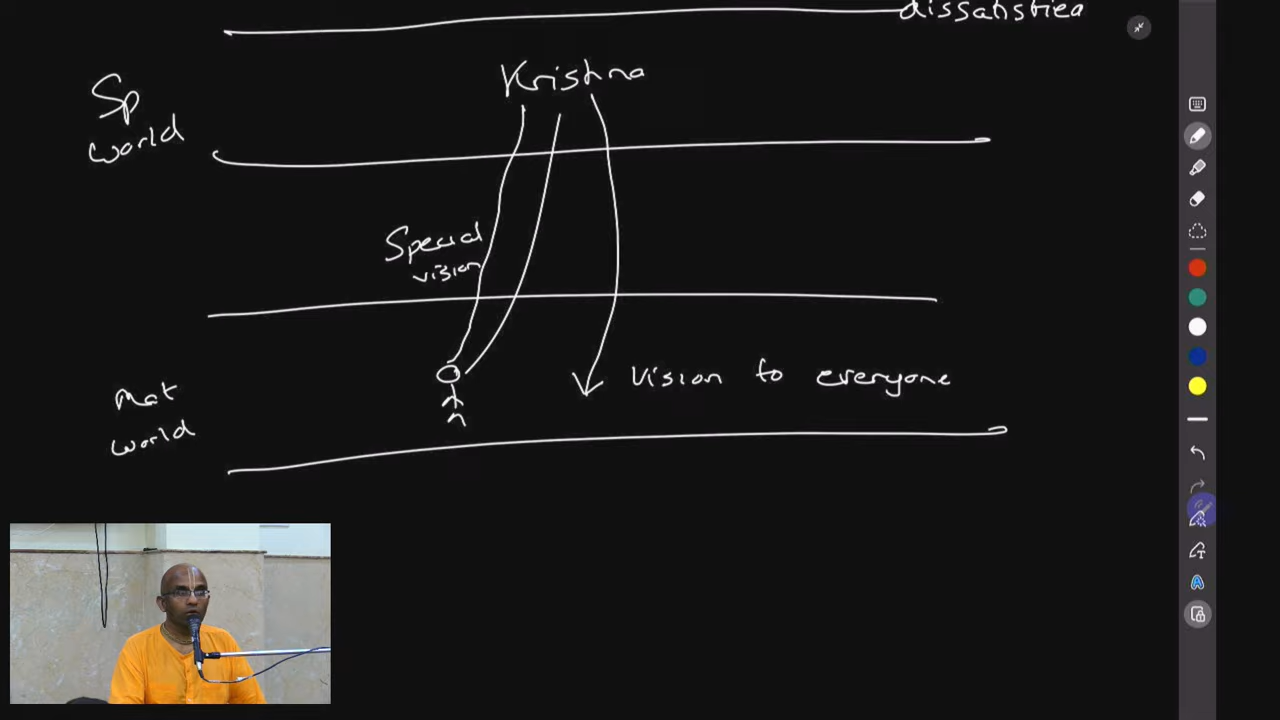 dissatisfied
Krishna
Sp
world
Special
vision
Vision to everyone
Mat
world